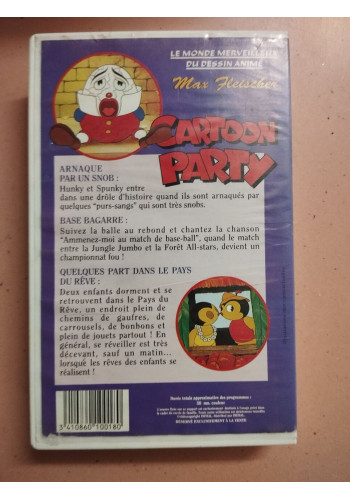 LE MONDE MERVEILLEUX
DU DESSIN ANIMÉ
Max Fleischer
CARTOON
PARTY
ARNAQUE
PAR UN SNOB :
Hunky et Spunky entre
dans une drôle d'histoire quand ils sont arnaqués par
quelques "purs-sangs" qui sont très snobs.
BASE BAGARRE :
Suivez la balle au rebond et chantez la chanson
"Ammenez-moi au match de base-ball", quand le match
entre la Jungle Jumbo et la Forêt All-stars, devient un
championnat fou !
QUELQUES PART DANS LE PAYS
DU RÊVE :
Deux enfants dorment et se
retrouvent dans le Pays du
Rêve, un endroit plein de
chemins de gaufres, de
carrousels, de bonbons et
plein de jouets partout ! En
général, se réveiller est très
décevant, sauf un matin...
lorsque les rêves des enfants se
réalisent !
Durée totale approximative des programmes :
30 mn, couleur
RÉSERVÉ EXCLUSIVEMENT À LA VENTE
3 410860 100180